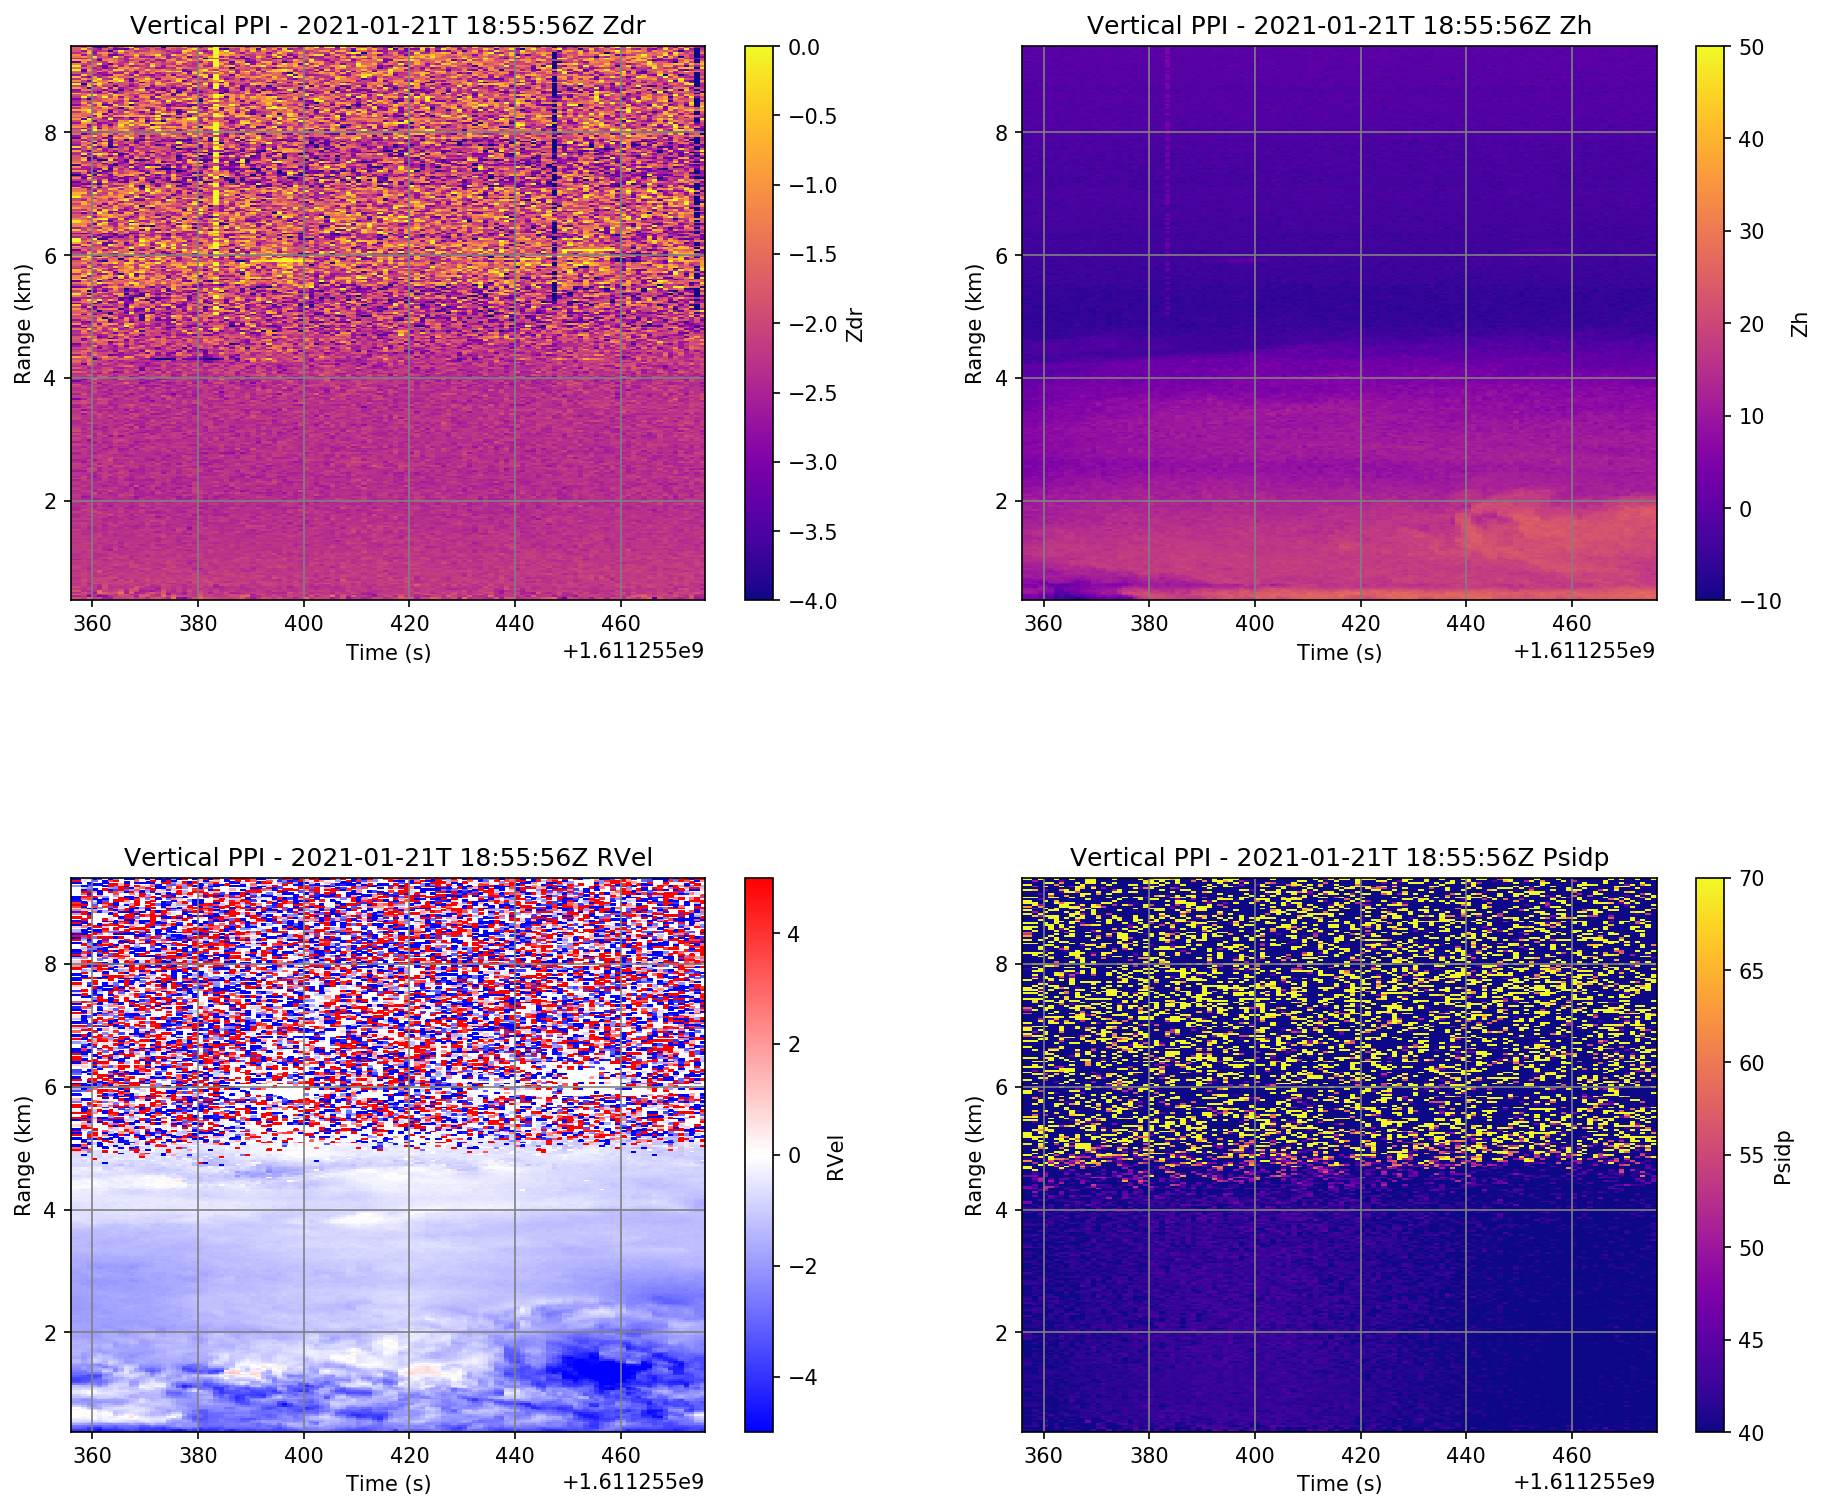 Vertical PPI - 2021-01-21T 18:55:56Z Zdr
Range (km)
8
6
4
2
360 380 400 420 440 460
Time (s)
+1.611255e9
0.0
−0.5
−1.0
−1.5
−2.0
−2.5
−3.0
−3.5
−4.0
Zdr
Vertical PPI - 2021-01-21T 18:55:56Z Zh
Range (km)
8
6
4
2
360 380 400 420 440 460
Time (s)
+1.611255e9
50
40
30
20
10
0
−10
Zh
Vertical PPI - 2021-01-21T 18:55:56Z RVel
Range (km)
8
6
4
2
360 380 400 420 440 460
Time (s)
+1.611255e9
4
2
0
−2
−4
RVel
Vertical PPI - 2021-01-21T 18:55:56Z Psidp
Range (km)
8
6
4
2
360 380 400 420 440 460
Time (s)
+1.611255e9
70
65
60
55
50
45
40
Psidp